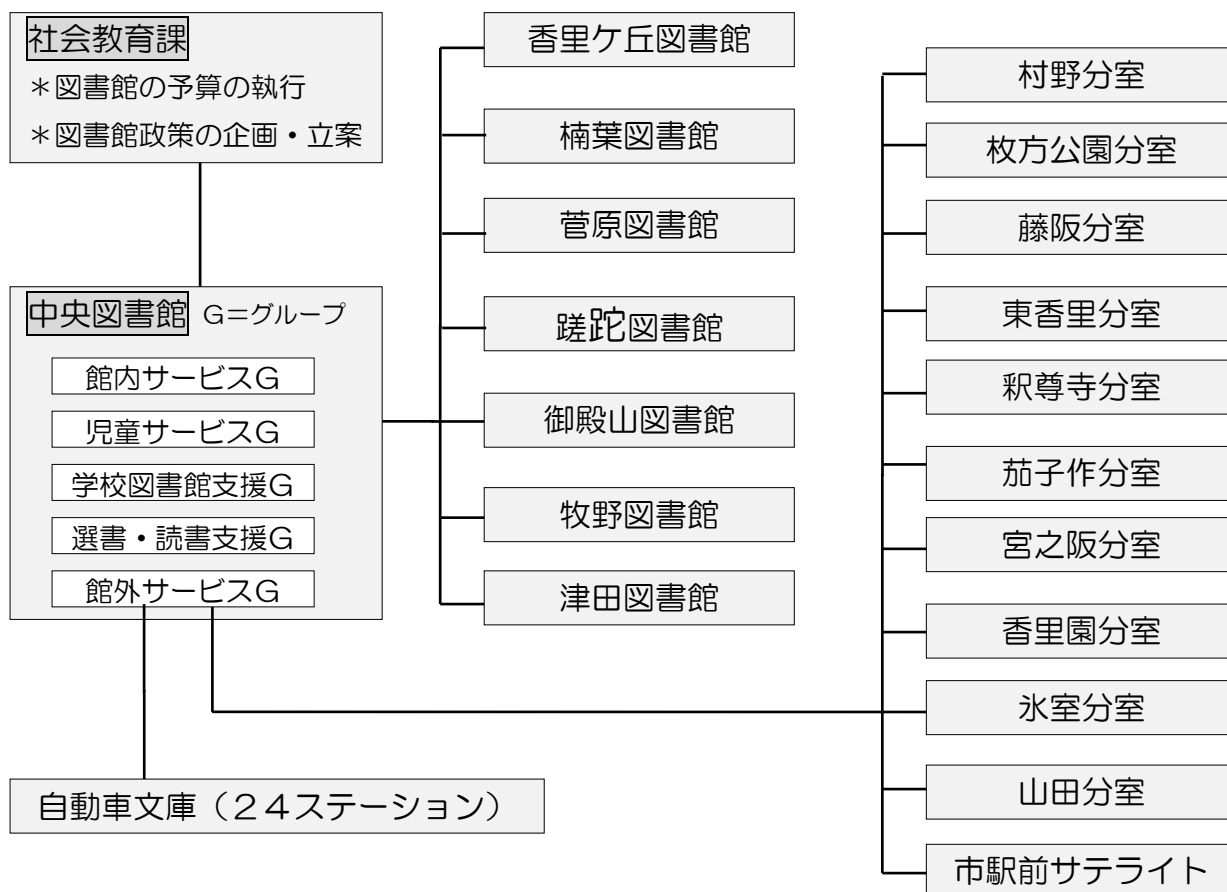 社会教育課
＊図書館の予算の執行
＊図書館政策の企画・立案
中央図書館 G＝グループ
館内サービスG
児童サービスG
学校図書館支援G
選書・読書支援G
館外サービスG
自動車文庫（２４ステーション）
香里ケ丘図書館
楠葉図書館
菅原図書館
蹉跎図書館
御殿山図書館
牧野図書館
津田図書館
村野分室
枚方公園分室
藤阪分室
東香里分室
釈尊寺分室
茄子作分室
宮之阪分室
香里園分室
氷室分室
山田分室
市駅前サテライト